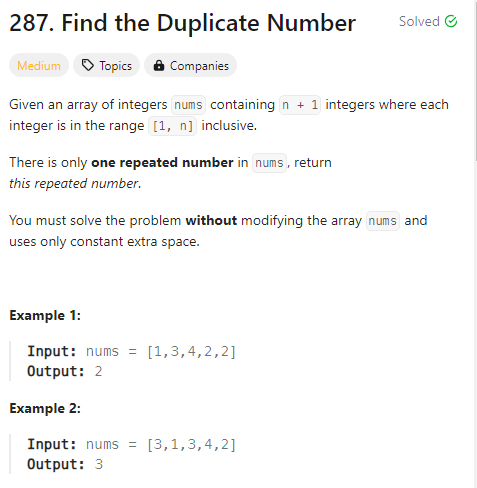 287. Find the Duplicate Number
Solved
Medium
Topics
Companies
Given an array of integers nums containing n + 1 integers where each
integer is in the range [1, n] inclusive.
There is only one repeated number in nums, return
this repeated number.
You must solve the problem without modifying the array nums and
uses only constant extra space.
Example 1:
Input: nums = [1,3,4,2,2]
Output: 2
Example 2:
Input: nums = [3,1,3,4,2]
Output: 3